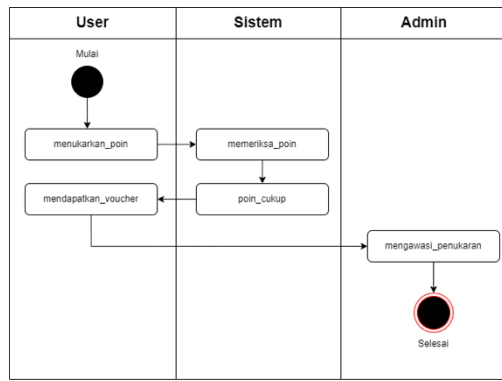 User
Sistem
Admin
Mulai
menukarkan_poin
memeriksa_poin
mendapatkan_voucher
poin_cukup
mengawasi_penukaran
Selesai